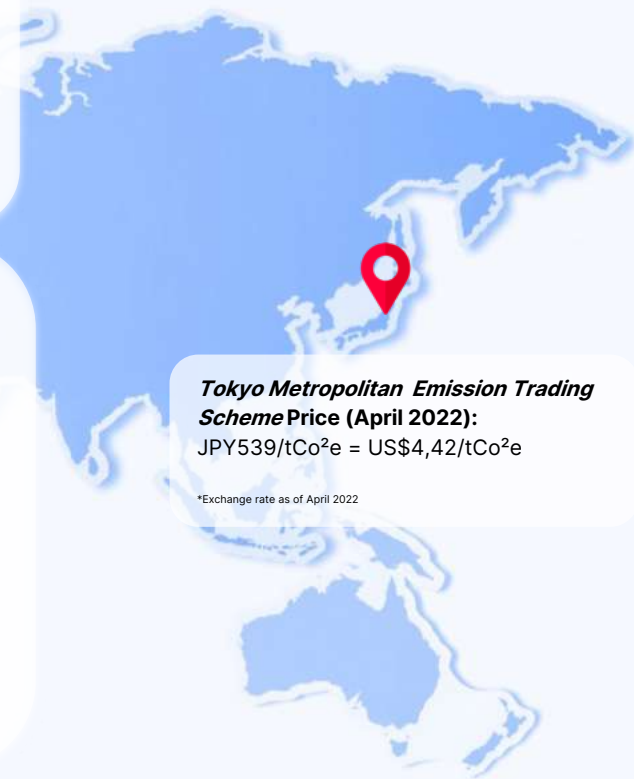 Tokyo Metropolitan Emission Trading
Scheme Price (April 2022):
JPY539/tCo²e = US$4,42/tCo²e
*Exchange rate as of April 2022